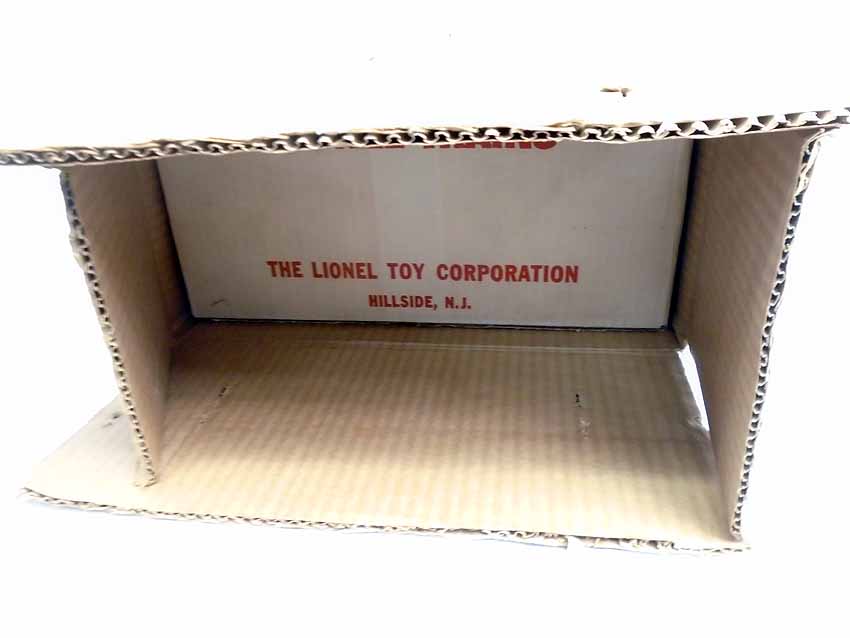 THE LIONEL TOY CORPORATION
HILLSIDE, N.J.